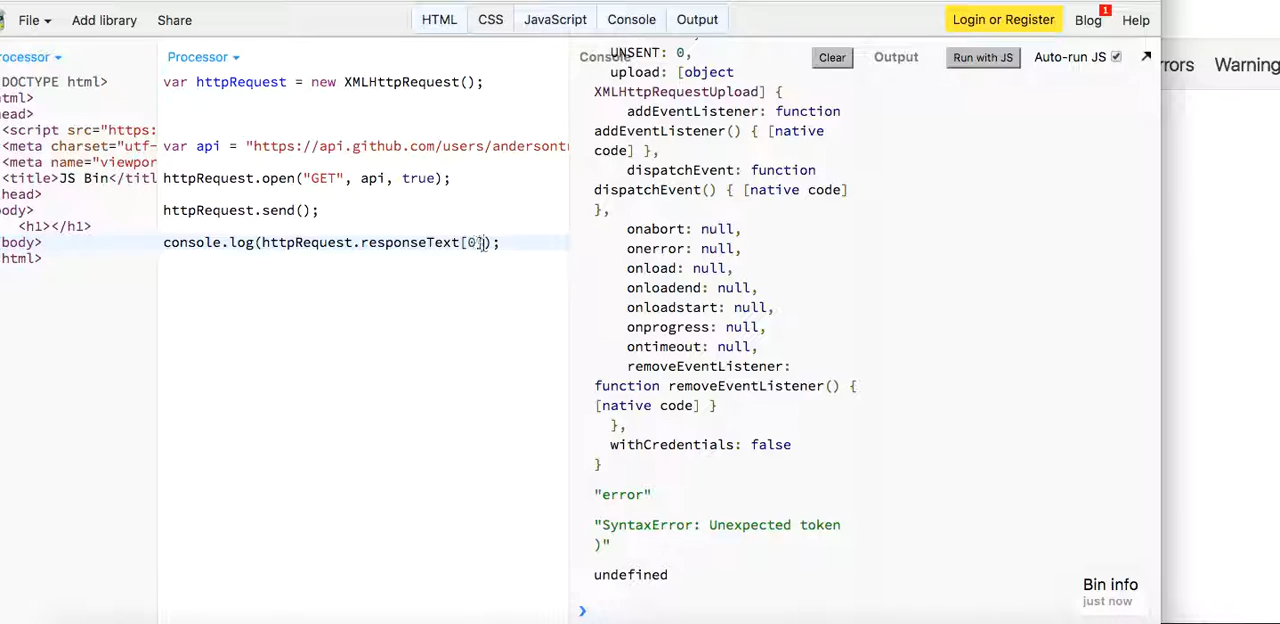 File Add library Share HTML CSS JavaScript Console Output Login or Register Blog 1 Help
rocessor
DOCTYPE html>
html>
ead>
<script src="https:
<meta charset="utf-
<meta name="viewpor
<title>JS Bin</titl
head>
ody>
<h1></h1>
body>
html>
Processor
var httpRequest = new XMLHttpRequest();
var api = "https://api.github.com/users/andersontr
httpRequest.open("GET", api, true);
httpRequest.send();
console.log(httpRequest.responseText[0]);
Console Clear Output Run with JS Auto-run JS
UNSENT: 0,
upload: [object
XMLHttpRequestUpload] {
addEventListener: function
addEventListener() { [native
code] },
dispatchEvent: function
dispatchEvent() { [native code]
},
onabort: null,
onerror: null,
onload: null,
onloadend: null,
onloadstart: null,
onprogress: null,
ontimeout: null,
removeEventListener:
function removeEventListener() {
[native code] }
},
withCredentials: false
}
"error"
"SyntaxError: Unexpected token
)"
undefined
Bin info
just now
rrors Warning